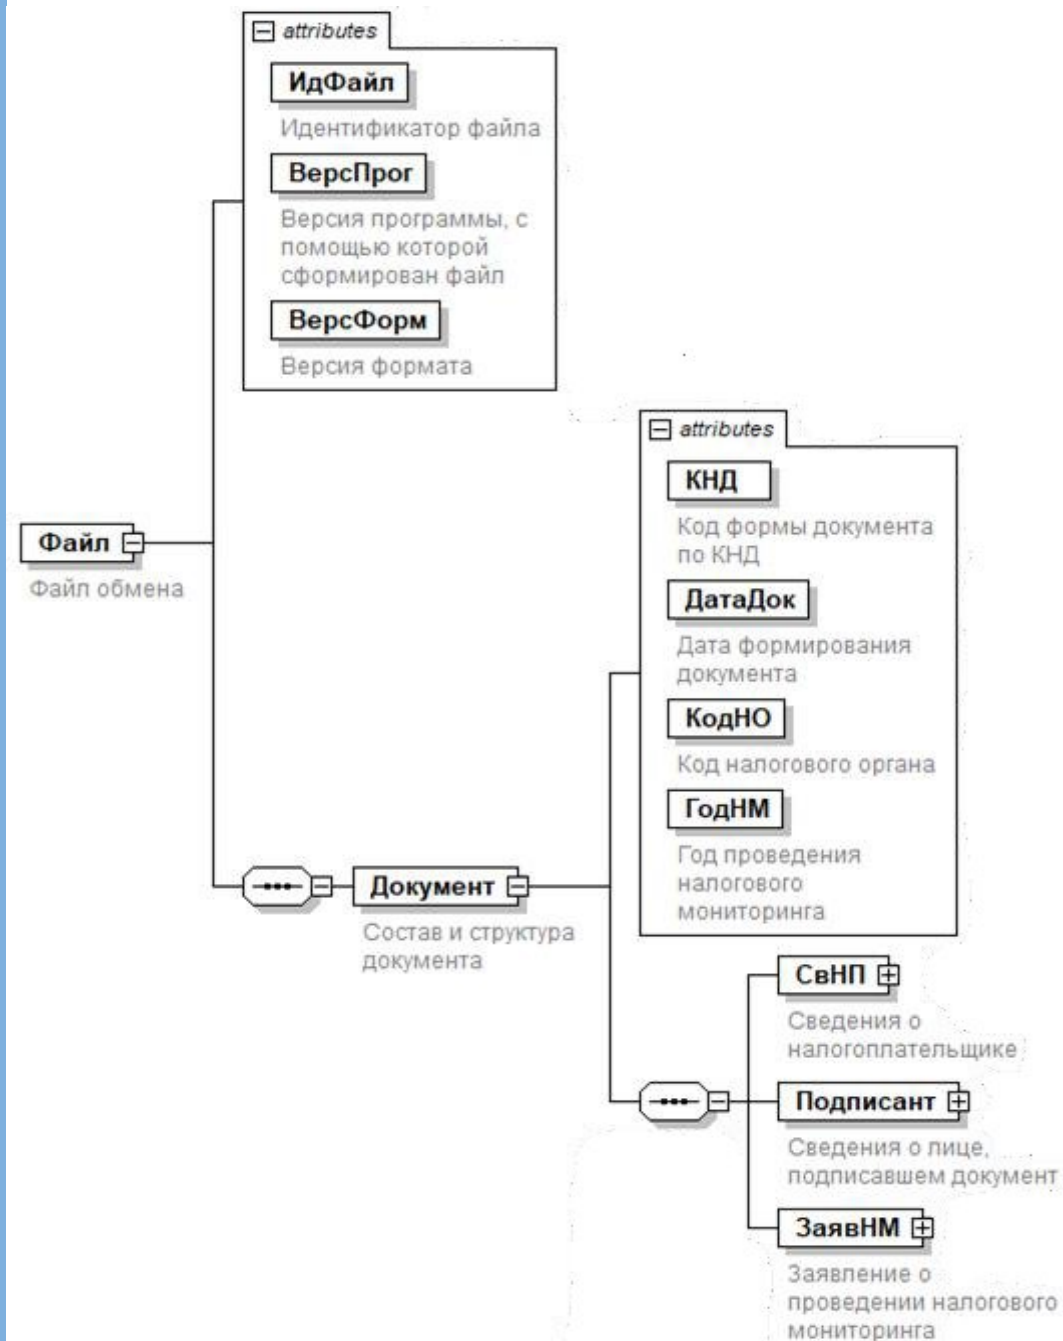 attributes
ИдФайл
Идентификатор файла
ВерсПрог
Версия программы, с
помощью которой
сформирован файл
ВерсФорм
Версия формата
Файл
Файл обмена
attributes
КНД
Код формы документа
по КНД
ДатаДок
Дата формирования
документа
КодНО
Код налогового органа
ГодНМ
Год проведения
налогового
мониторинга
Документ
Состав и структура
документа
СвНП
Сведения о
налогоплательщике
Подписант
Сведения о лице,
подписавшем документ
ЗаявНМ
Заявление о
проведении налогового
мониторинга